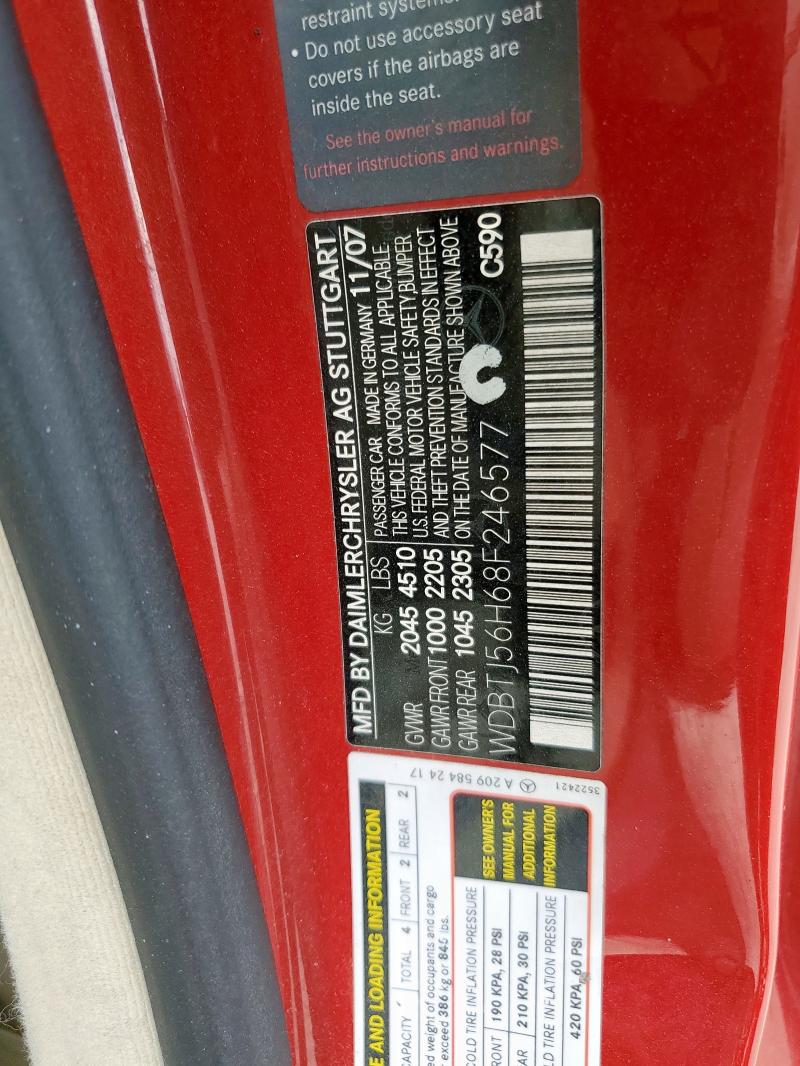 restraint systems.
• Do not use accessory seat
covers if the airbags are
inside the seat.
See the owner's manual for
further instructions and warnings.
MFD BY DAIMLERCHRYSLER AG STUTTGART
KG LBS PASSENGER CAR MADE IN GERMANY 11/07
GVWR 2045 4510 THIS VEHICLE CONFORMS TO ALL APPLICABLE
U.S. FEDERAL MOTOR VEHICLE SAFETY,BUMPER
GAWR FRONT 1000 2205 AND THEFT PREVENTION STANDARDS IN EFFECT
GAWR REAR 1045 2305 ON THE DATE OF MANUFACTURE SHOWN ABOVE
WDBTJ56H68F246577 C590
E AND LOADING INFORMATION
CAPACITY TOTAL 4 FRONT 2 REAR 2
ed weight of occupants and cargo
exceed 386 kg or 845 lbs.
COLD TIRE INFLATION PRESSURE
RONT 190 KPA, 28 PSI
AR 210 KPA, 30 PSI
LD TIRE INFLATION PRESSURE
420 KPA, 60 PSI
SEE OWNER'S
MANUAL FOR
ADDITIONAL
INFORMATION
A 209 584 24 17
3522421